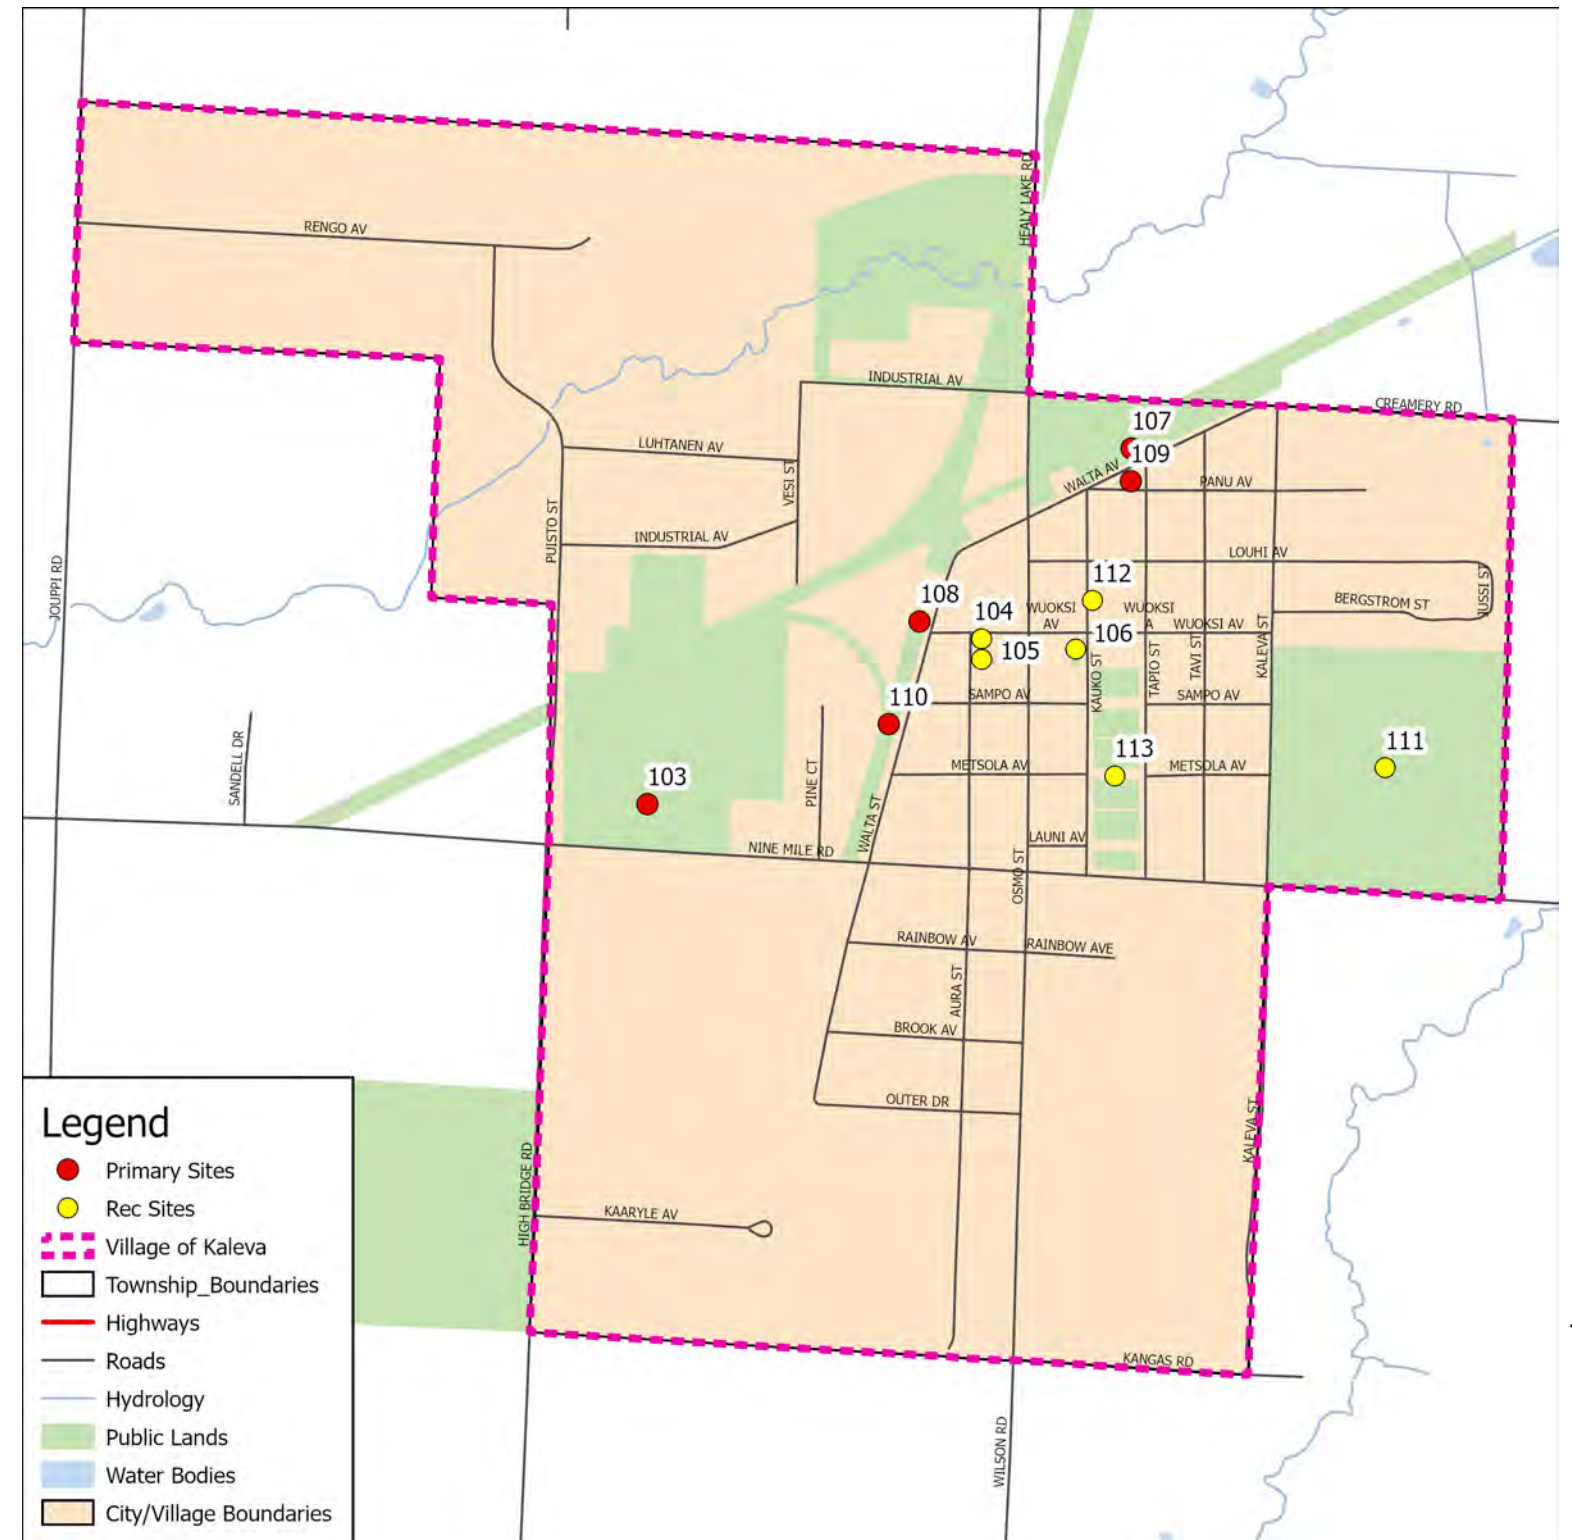 HEALY LAKE RD
RENGO AV
INDUSTRIAL AV
CREAMERY RD
107
109
LUHTANEN AV
WALTA AV
PANU AV
VESI ST
PUISTO ST
INDUSTRIAL AV
LOUHI AV
JOUPPI RD
112
JUSSI ST
BERGSTROM ST
108
104
WUOKSI
AV
WUOKSI
A
WUOKSI AV
106
105
KALEVA ST
TAVI ST
TAPIO ST
KAUKO ST
110
SAMPO AV
SAMPO AV
SANDELL DR
113
111
103
PINE CT
METSOLA AV
METSOLA AV
WALTA ST
LAUNI AV
NINE MILE RD
OSMO ST
RAINBOW AV
RAINBOW AVE
AURA ST
BROOK AV
OUTER DR
KALEVA ST
HIGH BRIDGE RD
KAARYLE AV
KANGAS RD
WILSON RD
Legend
Primary Sites
Rec Sites
Village of Kaleva
Township_Boundaries
Highways
Roads
Hydrology
Public Lands
Water Bodies
City/Village Boundaries